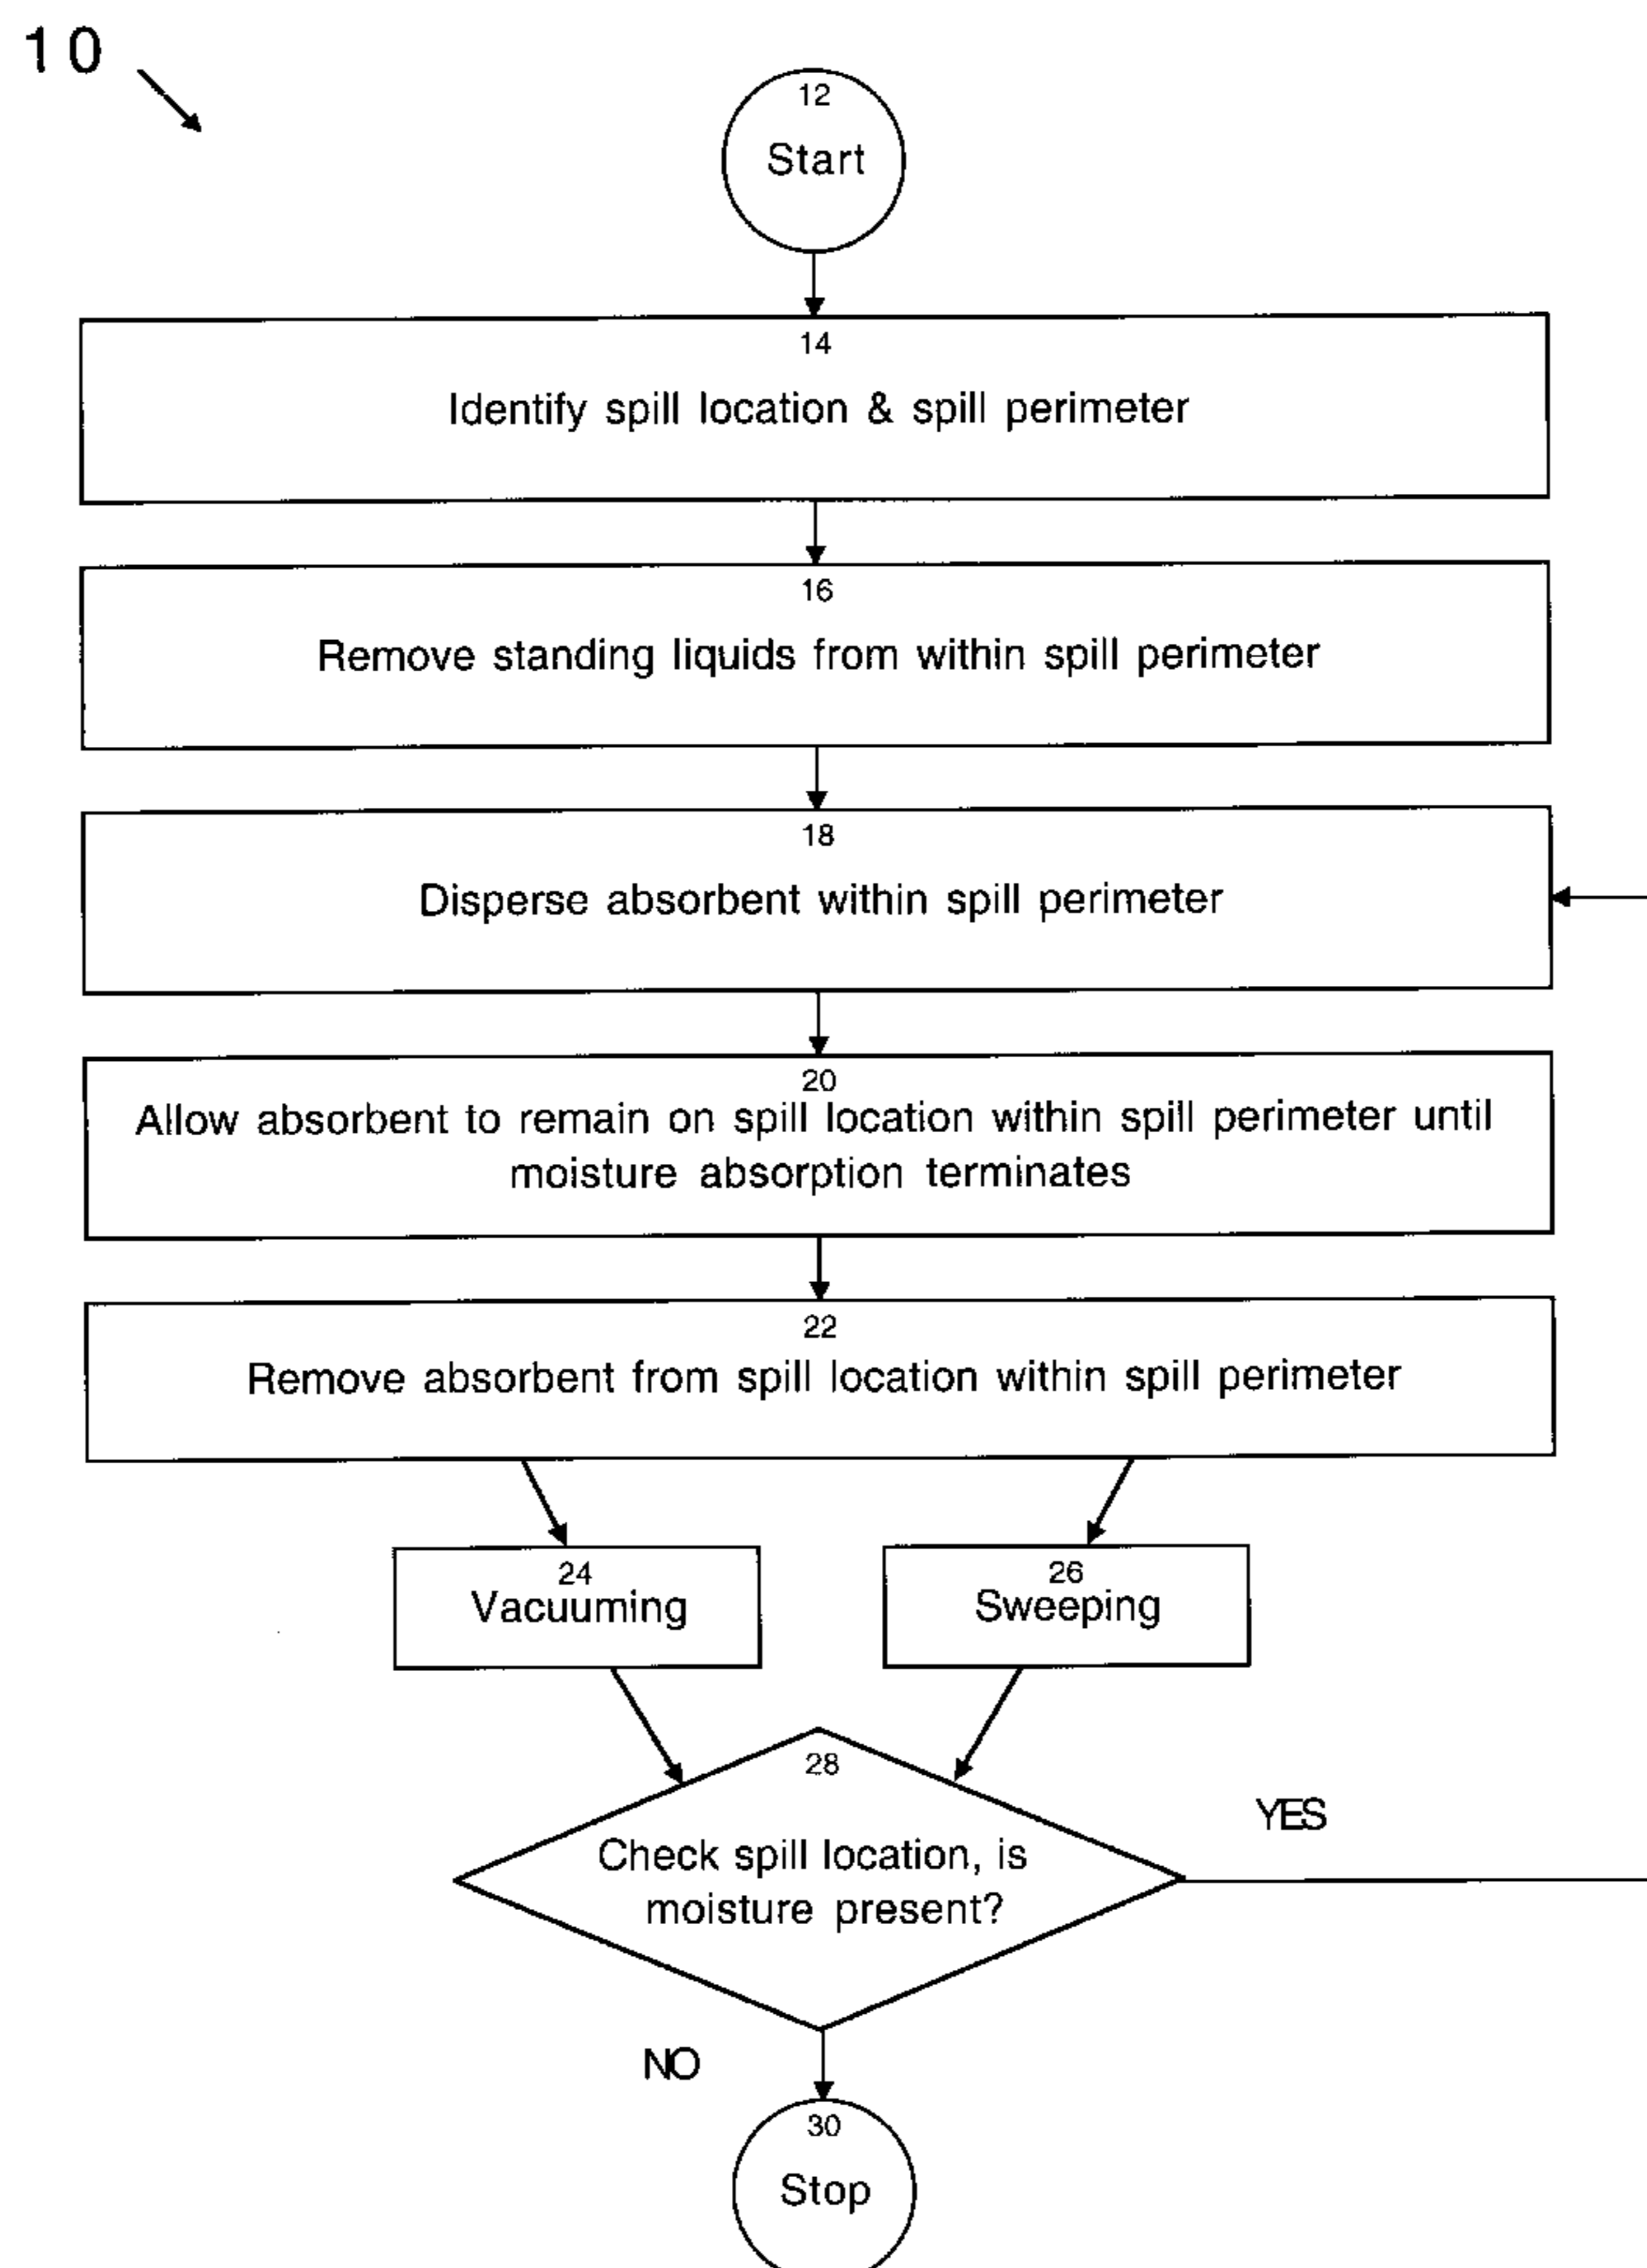 10
12
Start
14
Identify spill location & spill perimeter
16
Remove standing liquids from within spill perimeter
18
Disperse absorbent within spill perimeter
20
Allow absorbent to remain on spill location within spill perimeter until
moisture absorption terminates
22
Remove absorbent from spill location within spill perimeter
24
Vacuuming
26
Sweeping
28
Check spill location, is
moisture present?
YES
NO
30
Stop